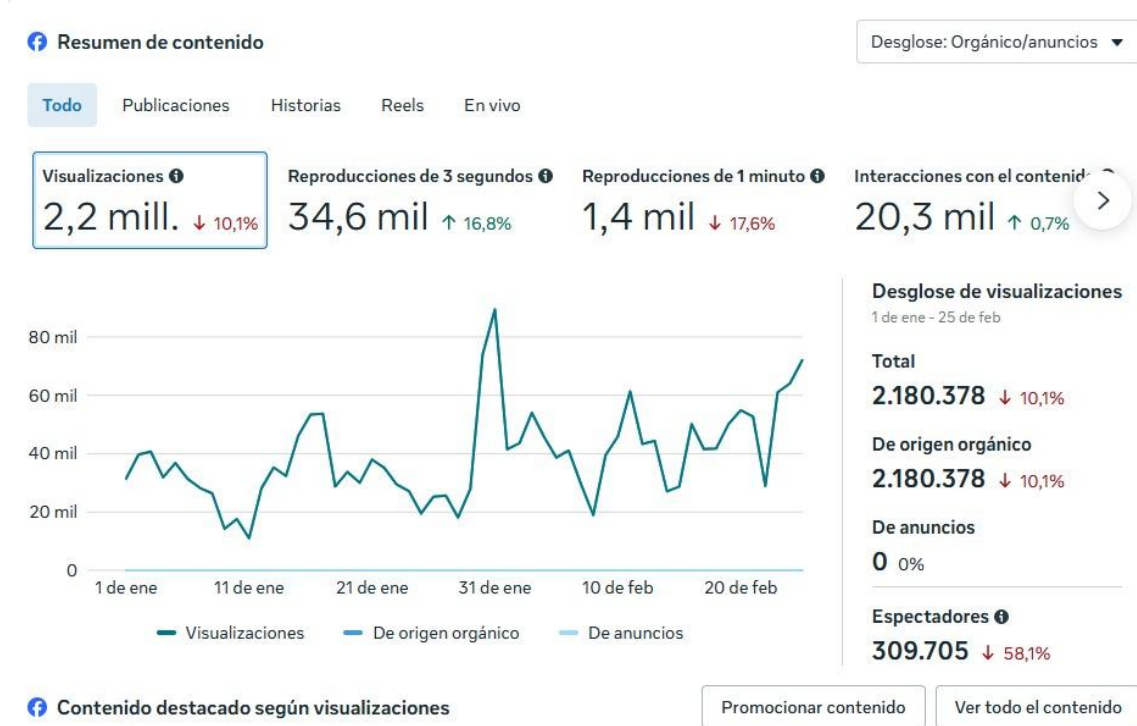 Resumen de contenido
Desglose: Orgánico/anuncios
Todo Publicaciones Historias Reels En vivo
Visualizaciones Reproducciones de 3 segundos Reproducciones de 1 minuto Interacciones con el
2,2 mill. ↓ 10,1% 34,6 mil ↑ 16,8% 1,4 mil ↓ 17,6% 20,3 mil ↑ 0,7%
80 mil
60 mil
40 mil
20 mil
0
1 de ene 11 de ene 21 de ene 31 de ene 10 de feb 20 de feb
Visualizaciones De origen orgánico De anuncios
Desglose de visualizaciones
1 de ene - 25 de feb
Total
2.180.378 ↓ 10,1%
De origen orgánico
2.180.378 ↓ 10,1%
De anuncios
0 0%
Espectadores
309.705 ↓ 58,1%
Contenido destacado según visualizaciones
Promocionar contenido
Ver todo el contenido